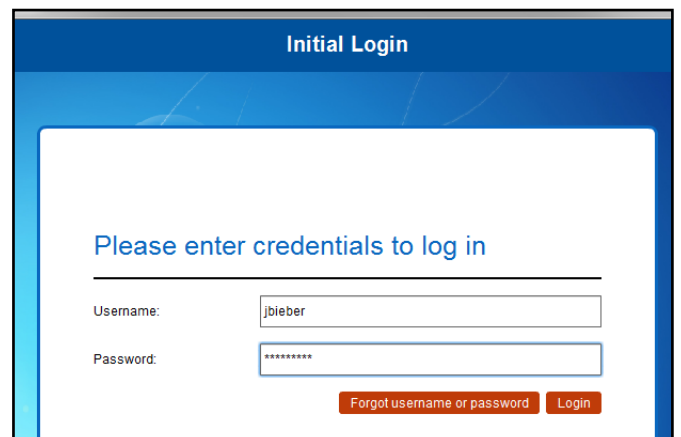 Initial Login
Please enter credentials to log in
Username: jbieber
Password: *********
Forgot username or password Login